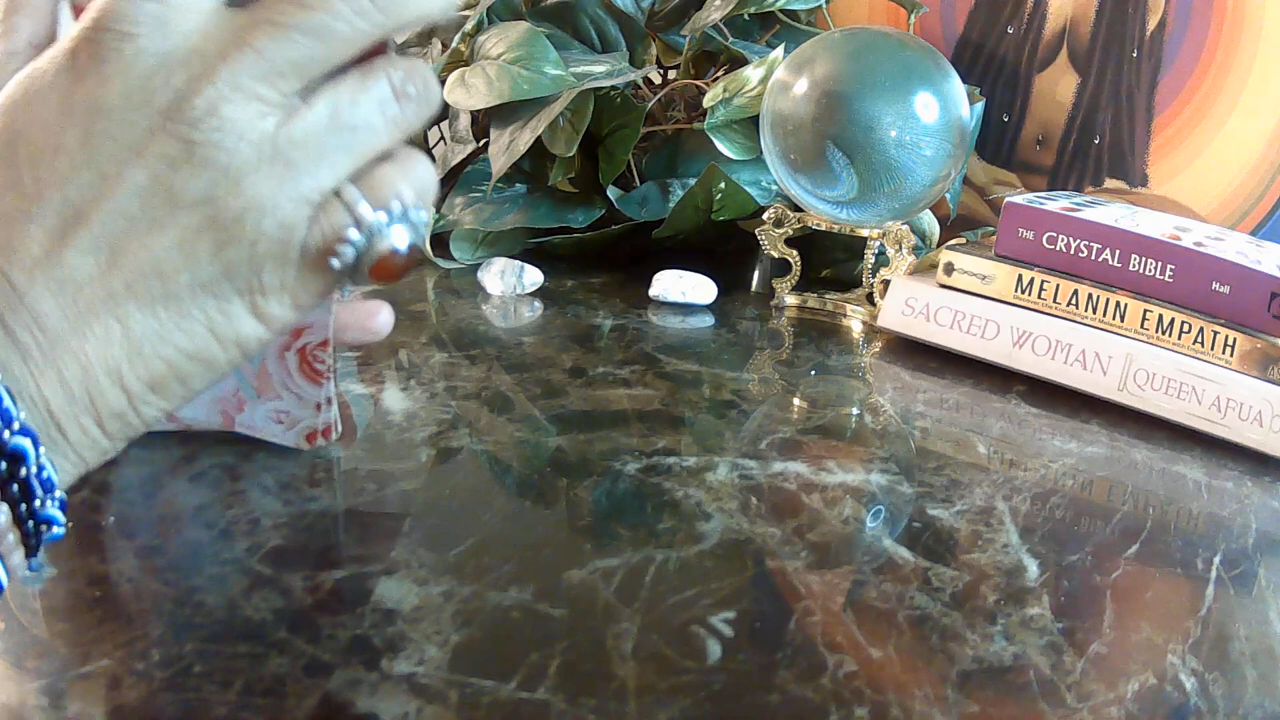 THE CRYSTAL BIBLE Hall
MELANIN EMPATH
Discover the Knowledge of Melanated Beings Born with Empath Energy
SACRED WOMAN QUEEN AFUA